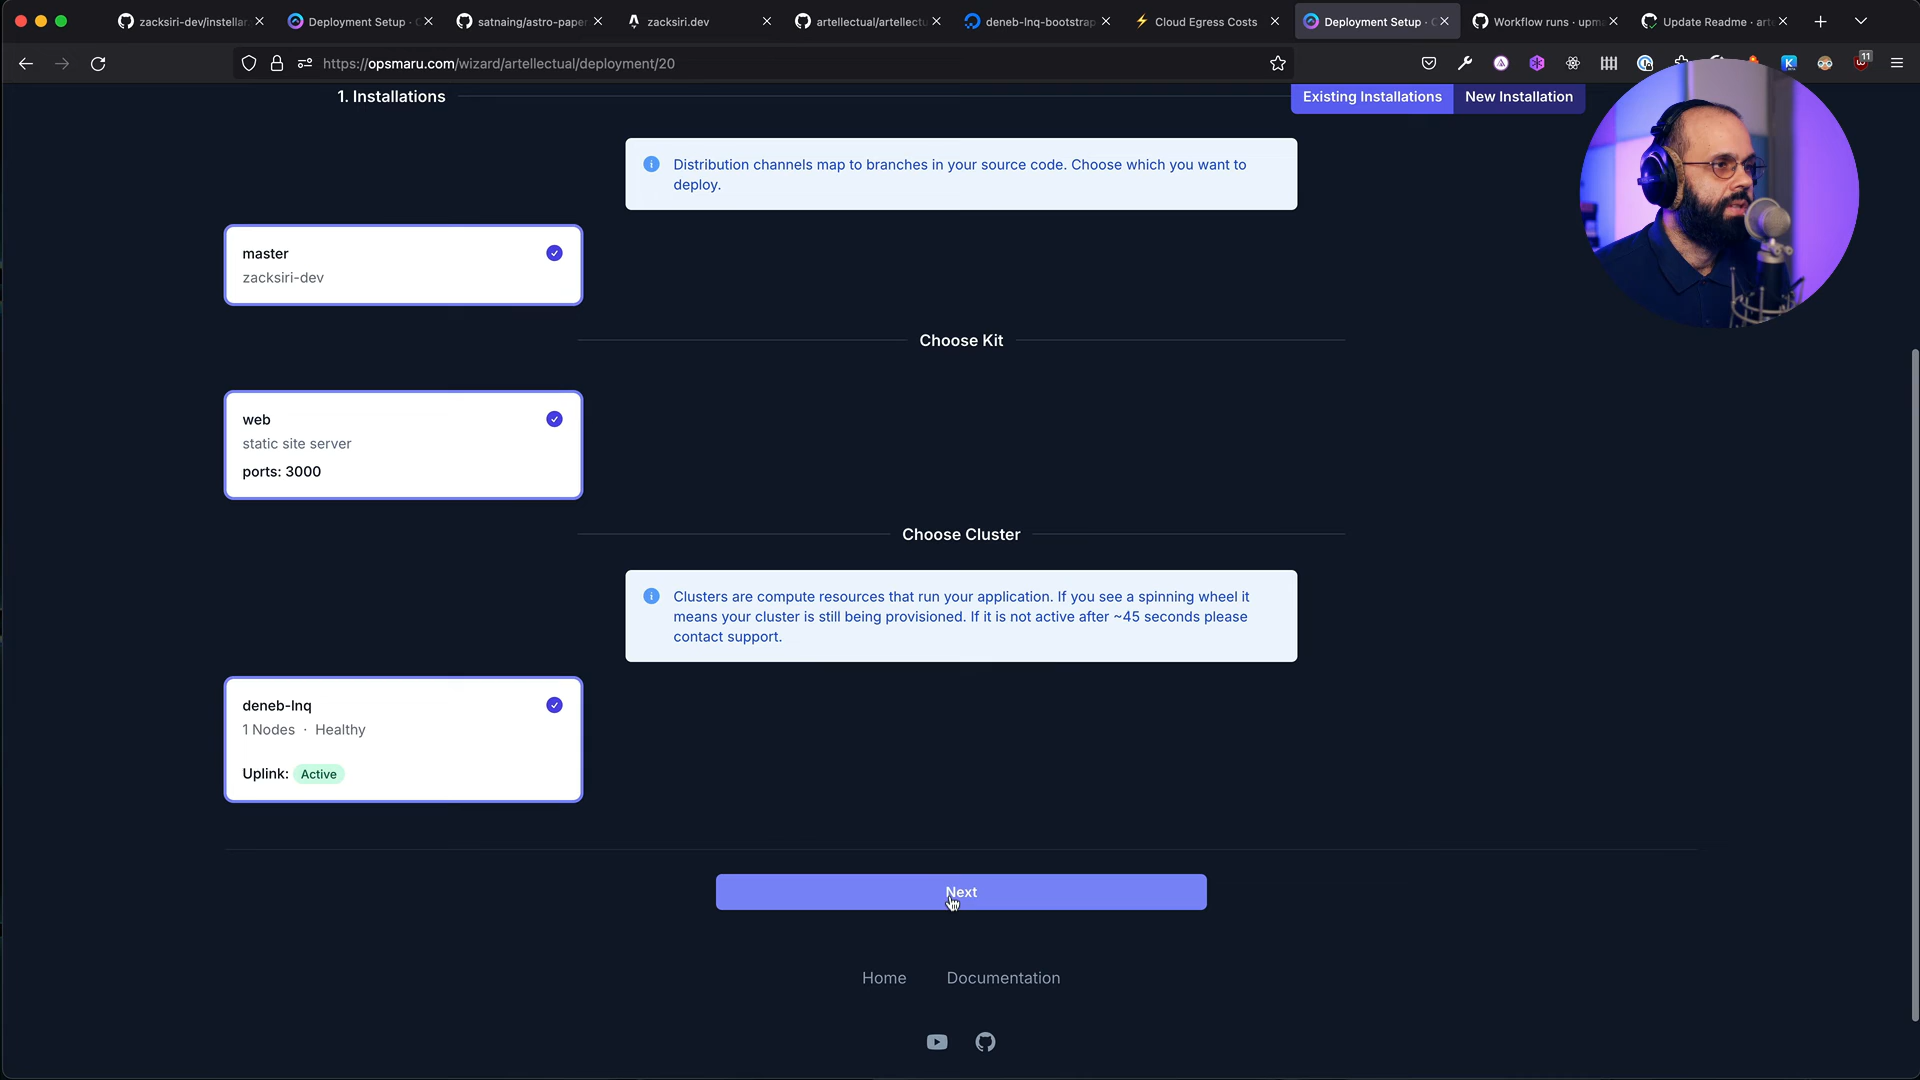 zacksiri-dev/instellar
Deployment Setup · 
satnaing/astro-paper
zacksiri.dev
artellectual/artellectu
deneb-lnq-bootstrap
Cloud Egress Costs
Deployment Setup · 
Workflow runs · upm
Update Readme · art
https://opsmaru.com/wizard/artellectual/deployment/20
11
1. Installations
Existing Installations
New Installation
Distribution channels map to branches in your source code. Choose which you want to
deploy.
master
zacksiri-dev
Choose Kit
web
static site server
ports: 3000
Choose Cluster
Clusters are compute resources that run your application. If you see a spinning wheel it
means your cluster is still being provisioned. If it is not active after ~45 seconds please
contact support.
deneb-lnq
1 Nodes · Healthy
Uplink: Active
Next
Home
Documentation